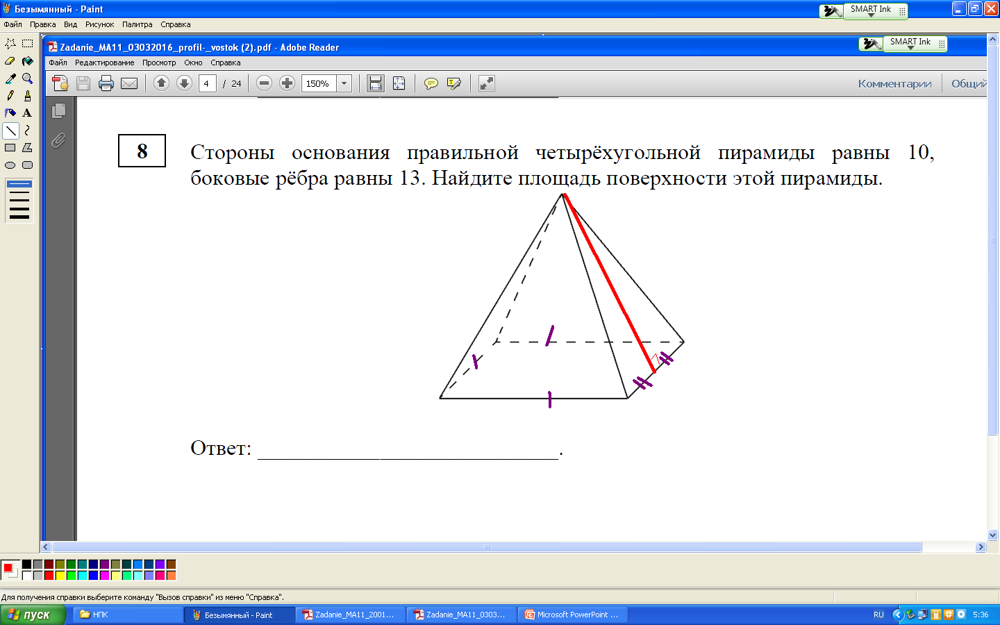 Безымянный - Paint
SMART Ink
Файл Правка Вид Рисунок Палитра Справка
Zadanie_MA11_03032016_profil-_vostok (2).pdf - Adobe Reader
SMART Ink
Файл Редактирование Просмотр Окно Справка
4 / 24 150% Комментарии Общий
8 Стороны основания правильной четырёхугольной пирамиды равны 10,
боковые рёбра равны 13. Найдите площадь поверхности этой пирамиды.
Ответ: ____________________________.
Для получения справки выберите команду "Вызов справки" из меню "Справка".
пуск НПК Безымянный - Paint Zadanie_MA11_2001... Zadanie_MA11_0303... Microsoft PowerPoint ... RU 5:36